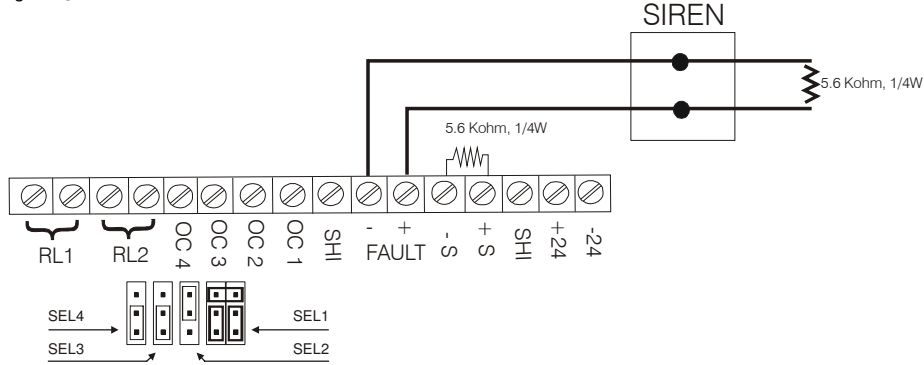 SIREN
5.6 Kohm, 1/4W
5.6 Kohm, 1/4W
RL1
RL2
OC 4
OC 3
OC 2
OC 1
SHI
- +
FAULT
- S
+ S
SHI
+24
-24
SEL4
SEL1
SEL3
SEL2